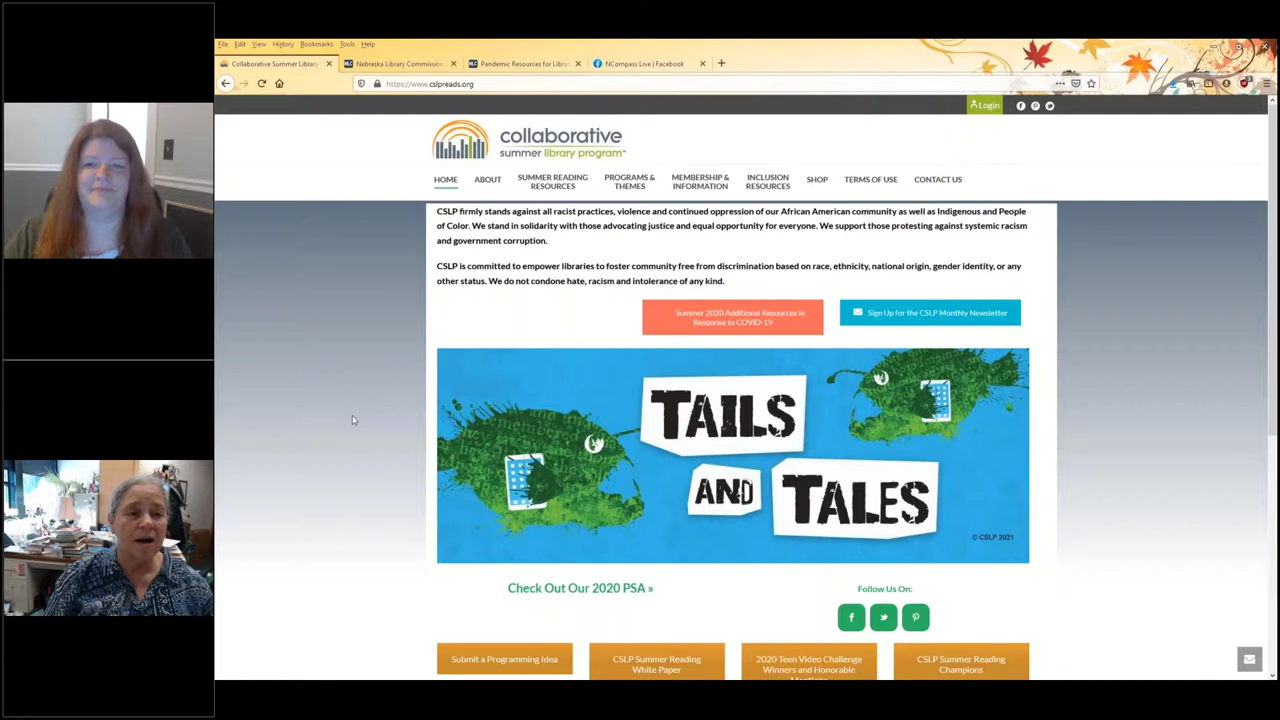 File Edit View History Bookmarks Tools Help
Collaborative Summer Library
Nebraska Library Commissio
Pandemic Resources for Libra
NCompass Live | Facebook
https://www.cslpreads.org
Login
collaborative
summer library program™
HOME
ABOUT
SUMMER READING
RESOURCES
PROGRAMS &
THEMES
MEMBERSHIP &
INFORMATION
INCLUSION
RESOURCES
SHOP
TERMS OF USE
CONTACT US
CSLP firmly stands against all racist practices, violence and continued oppression of our African American community as well as Indigenous and People
of Color. We stand in solidarity with those advocating justice and equal opportunity for everyone. We support those protesting against systemic racism
and government corruption.
CSLP is committed to empower libraries to foster community free from discrimination based on race, ethnicity, national origin, gender identity, or any
other status. We do not condone hate, racism and intolerance of any kind.
Summer 2020 Additional Resources in
Response to COVID-19
Sign Up for the CSLP Monthly Newsletter
TAILS
AND
TALES
© CSLP 2021
Check Out Our 2020 PSA »
Follow Us On:
Submit a Programming Idea
CSLP Summer Reading
White Paper
2020 Teen Video Challenge
Winners and Honorable
Mentions
CSLP Summer Reading
Champions